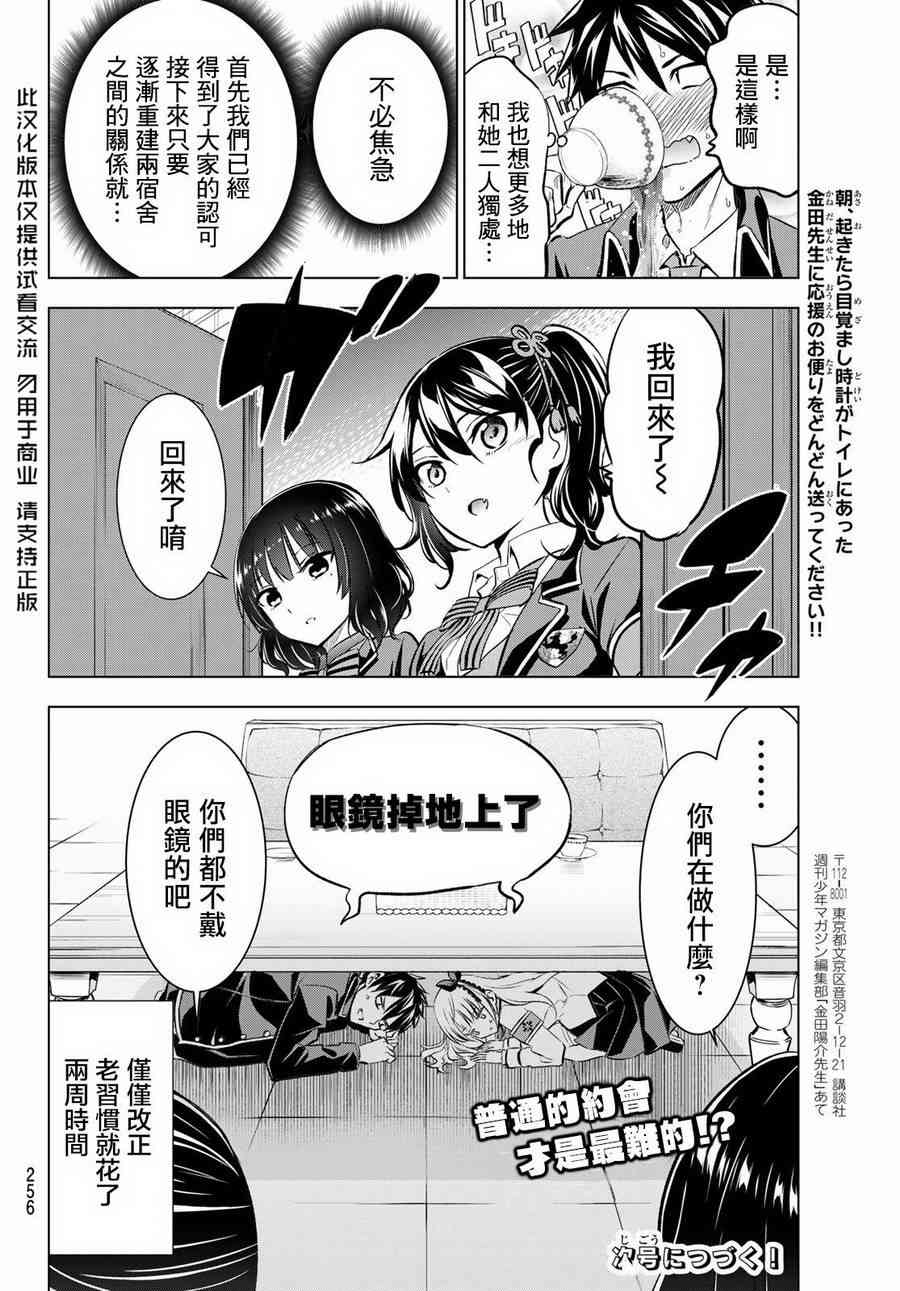 是…
是這樣啊
我也想更多地
和她二人獨處…
不必焦急
首先我們已經
得到了大家的認可
接下來只要
逐漸重建兩宿舍
之間的關係就…
朝、起きたら目覚まし時計がトイレにあった
金田先生に応援のお便りをどんどん送ってください!!
我回來了〜
回來了唷
……
你們在做什麼?
眼鏡掉地上了
你們都不戴
眼鏡的吧
僅僅改正
老習慣就花了
兩周時間
普通的約會
才是最難的!?
次号につづく!
〒112-8001 東京都文京区音羽2-12-21 講談社
週刊少年マガジン編集部「金田陽介先生」あて
此汉化版本仅提供试看交流 勿用于商业 请支持正版
256